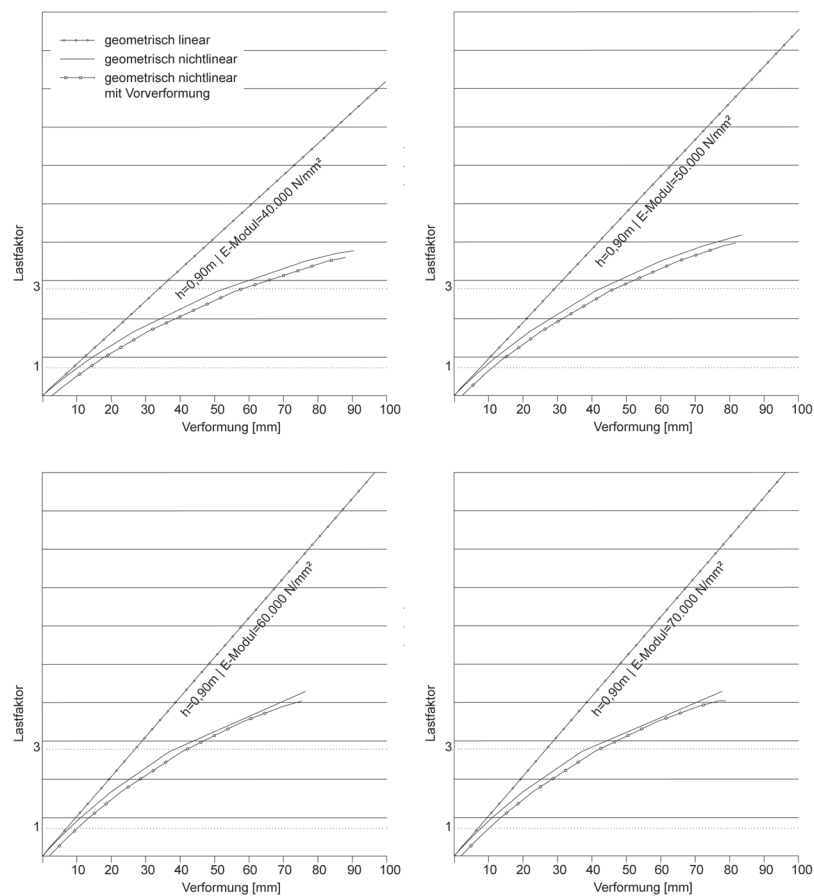 geometrisch linear
geometrisch nichtlinear
geometrisch nichtlinear
mit Vorverformung
Lastfaktor
3
1
h=0,90m | E-Modul=40.000 N/mm²
10 20 30 40 50 60 70 80 90 100
Verformung [mm]
Lastfaktor
3
1
h=0,90m | E-Modul=50.000 N/mm²
10 20 30 40 50 60 70 80 90 100
Verformung [mm]
Lastfaktor
3
1
h=0,90m | E-Modul=60.000 N/mm²
10 20 30 40 50 60 70 80 90 100
Verformung [mm]
Lastfaktor
3
1
h=0,90m | E-Modul=70.000 N/mm²
10 20 30 40 50 60 70 80 90 100
Verformung [mm]